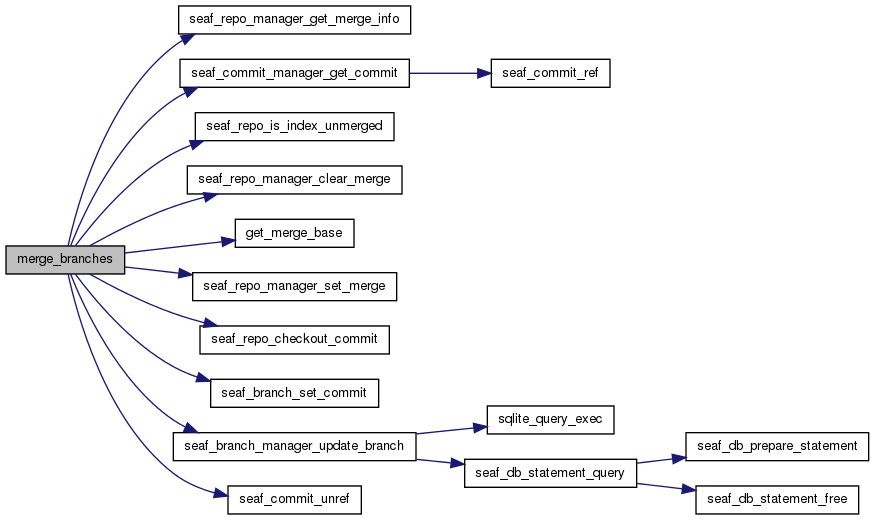 seaf_repo_manager_get_merge_info
seaf_commit_manager_get_commit
seaf_commit_ref
seaf_repo_is_index_unmerged
seaf_repo_manager_clear_merge
get_merge_base
merge_branches
seaf_repo_manager_set_merge
seaf_repo_checkout_commit
seaf_branch_set_commit
sqlite_query_exec
seaf_branch_manager_update_branch
seaf_db_prepare_statement
seaf_db_statement_query
seaf_commit_unref
seaf_db_statement_free